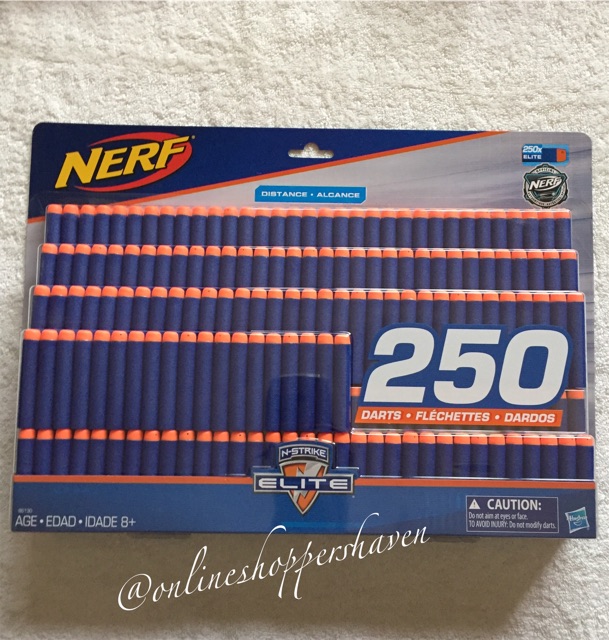 NERF
250x
ELITE
NERF
DISTANCE • ALCANCE
250
DARTS • FLÉCHETTES • DARDOS
N-STRIKE
ELITE
AGE • EDAD • IDADE 8+
CAUTION:
Do not aim at eyes or face.
TO AVOID INJURY: Do not modify darts.
Hasbro
@onlineshoppershaven